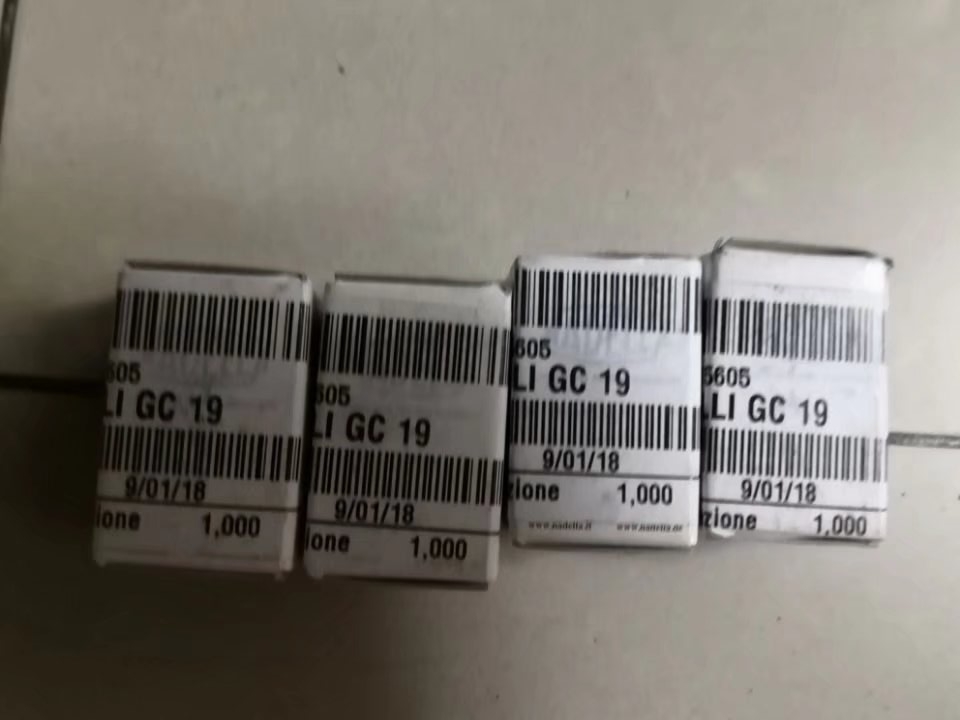 605
LI GC 19
9/01/18
ione 1,000
605
LI GC 19
9/01/18
ione 1,000
605
LI GC 19
9/01/18
zione 1,000
5605
LI GC 19
9/01/18
zione 1,000